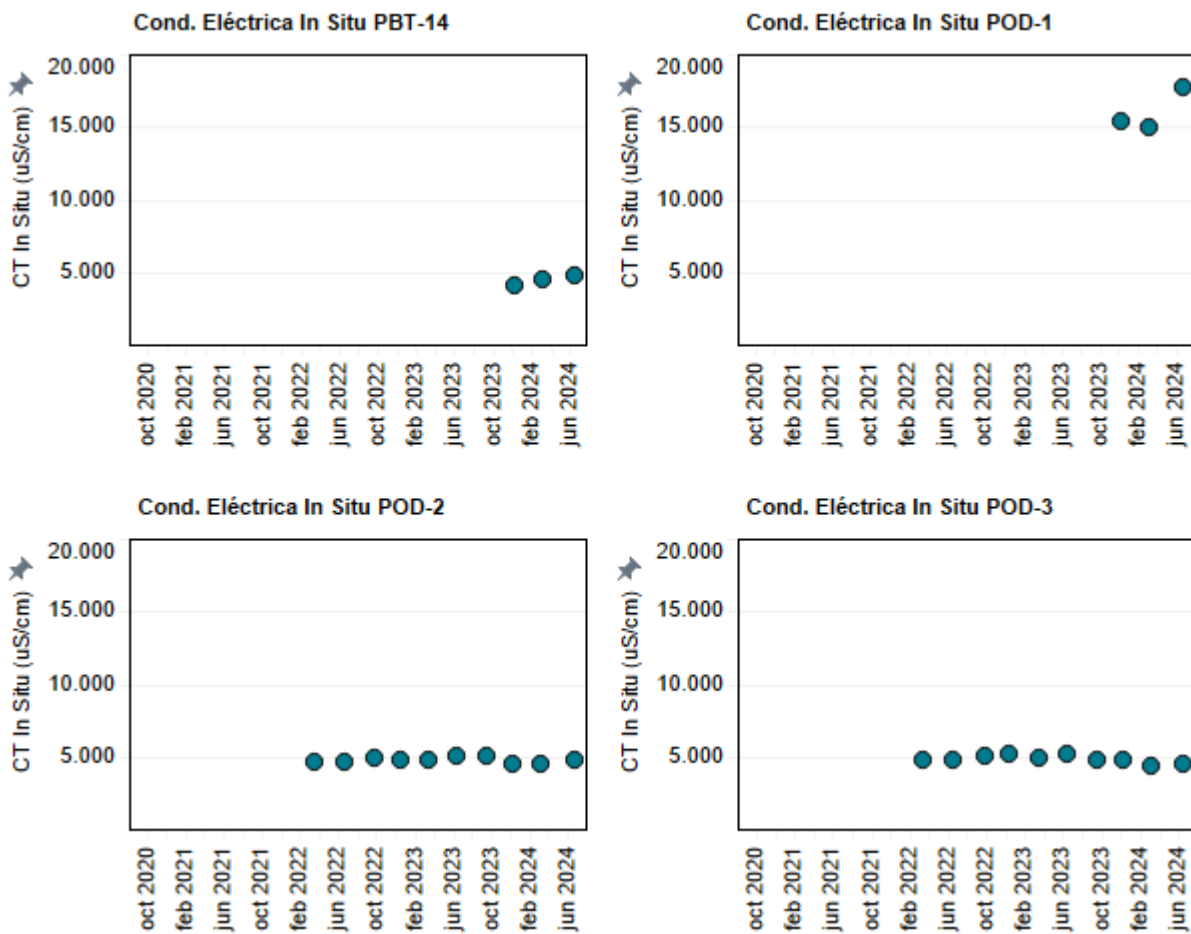 Cond. Eléctrica In Situ PBT-14
CT In Situ (uS/cm)
20.000
15.000
10.000
5.000
oct 2020
feb 2021
jun 2021
oct 2021
feb 2022
jun 2022
oct 2022
feb 2023
jun 2023
oct 2023
feb 2024
jun 2024
Cond. Eléctrica In Situ POD-1
CT In Situ (uS/cm)
20.000
15.000
10.000
5.000
oct 2020
feb 2021
jun 2021
oct 2021
feb 2022
jun 2022
oct 2022
feb 2023
jun 2023
oct 2023
feb 2024
jun 2024
Cond. Eléctrica In Situ POD-2
CT In Situ (uS/cm)
20.000
15.000
10.000
5.000
oct 2020
feb 2021
jun 2021
oct 2021
feb 2022
jun 2022
oct 2022
feb 2023
jun 2023
oct 2023
feb 2024
jun 2024
Cond. Eléctrica In Situ POD-3
CT In Situ (uS/cm)
20.000
15.000
10.000
5.000
oct 2020
feb 2021
jun 2021
oct 2021
feb 2022
jun 2022
oct 2022
feb 2023
jun 2023
oct 2023
feb 2024
jun 2024